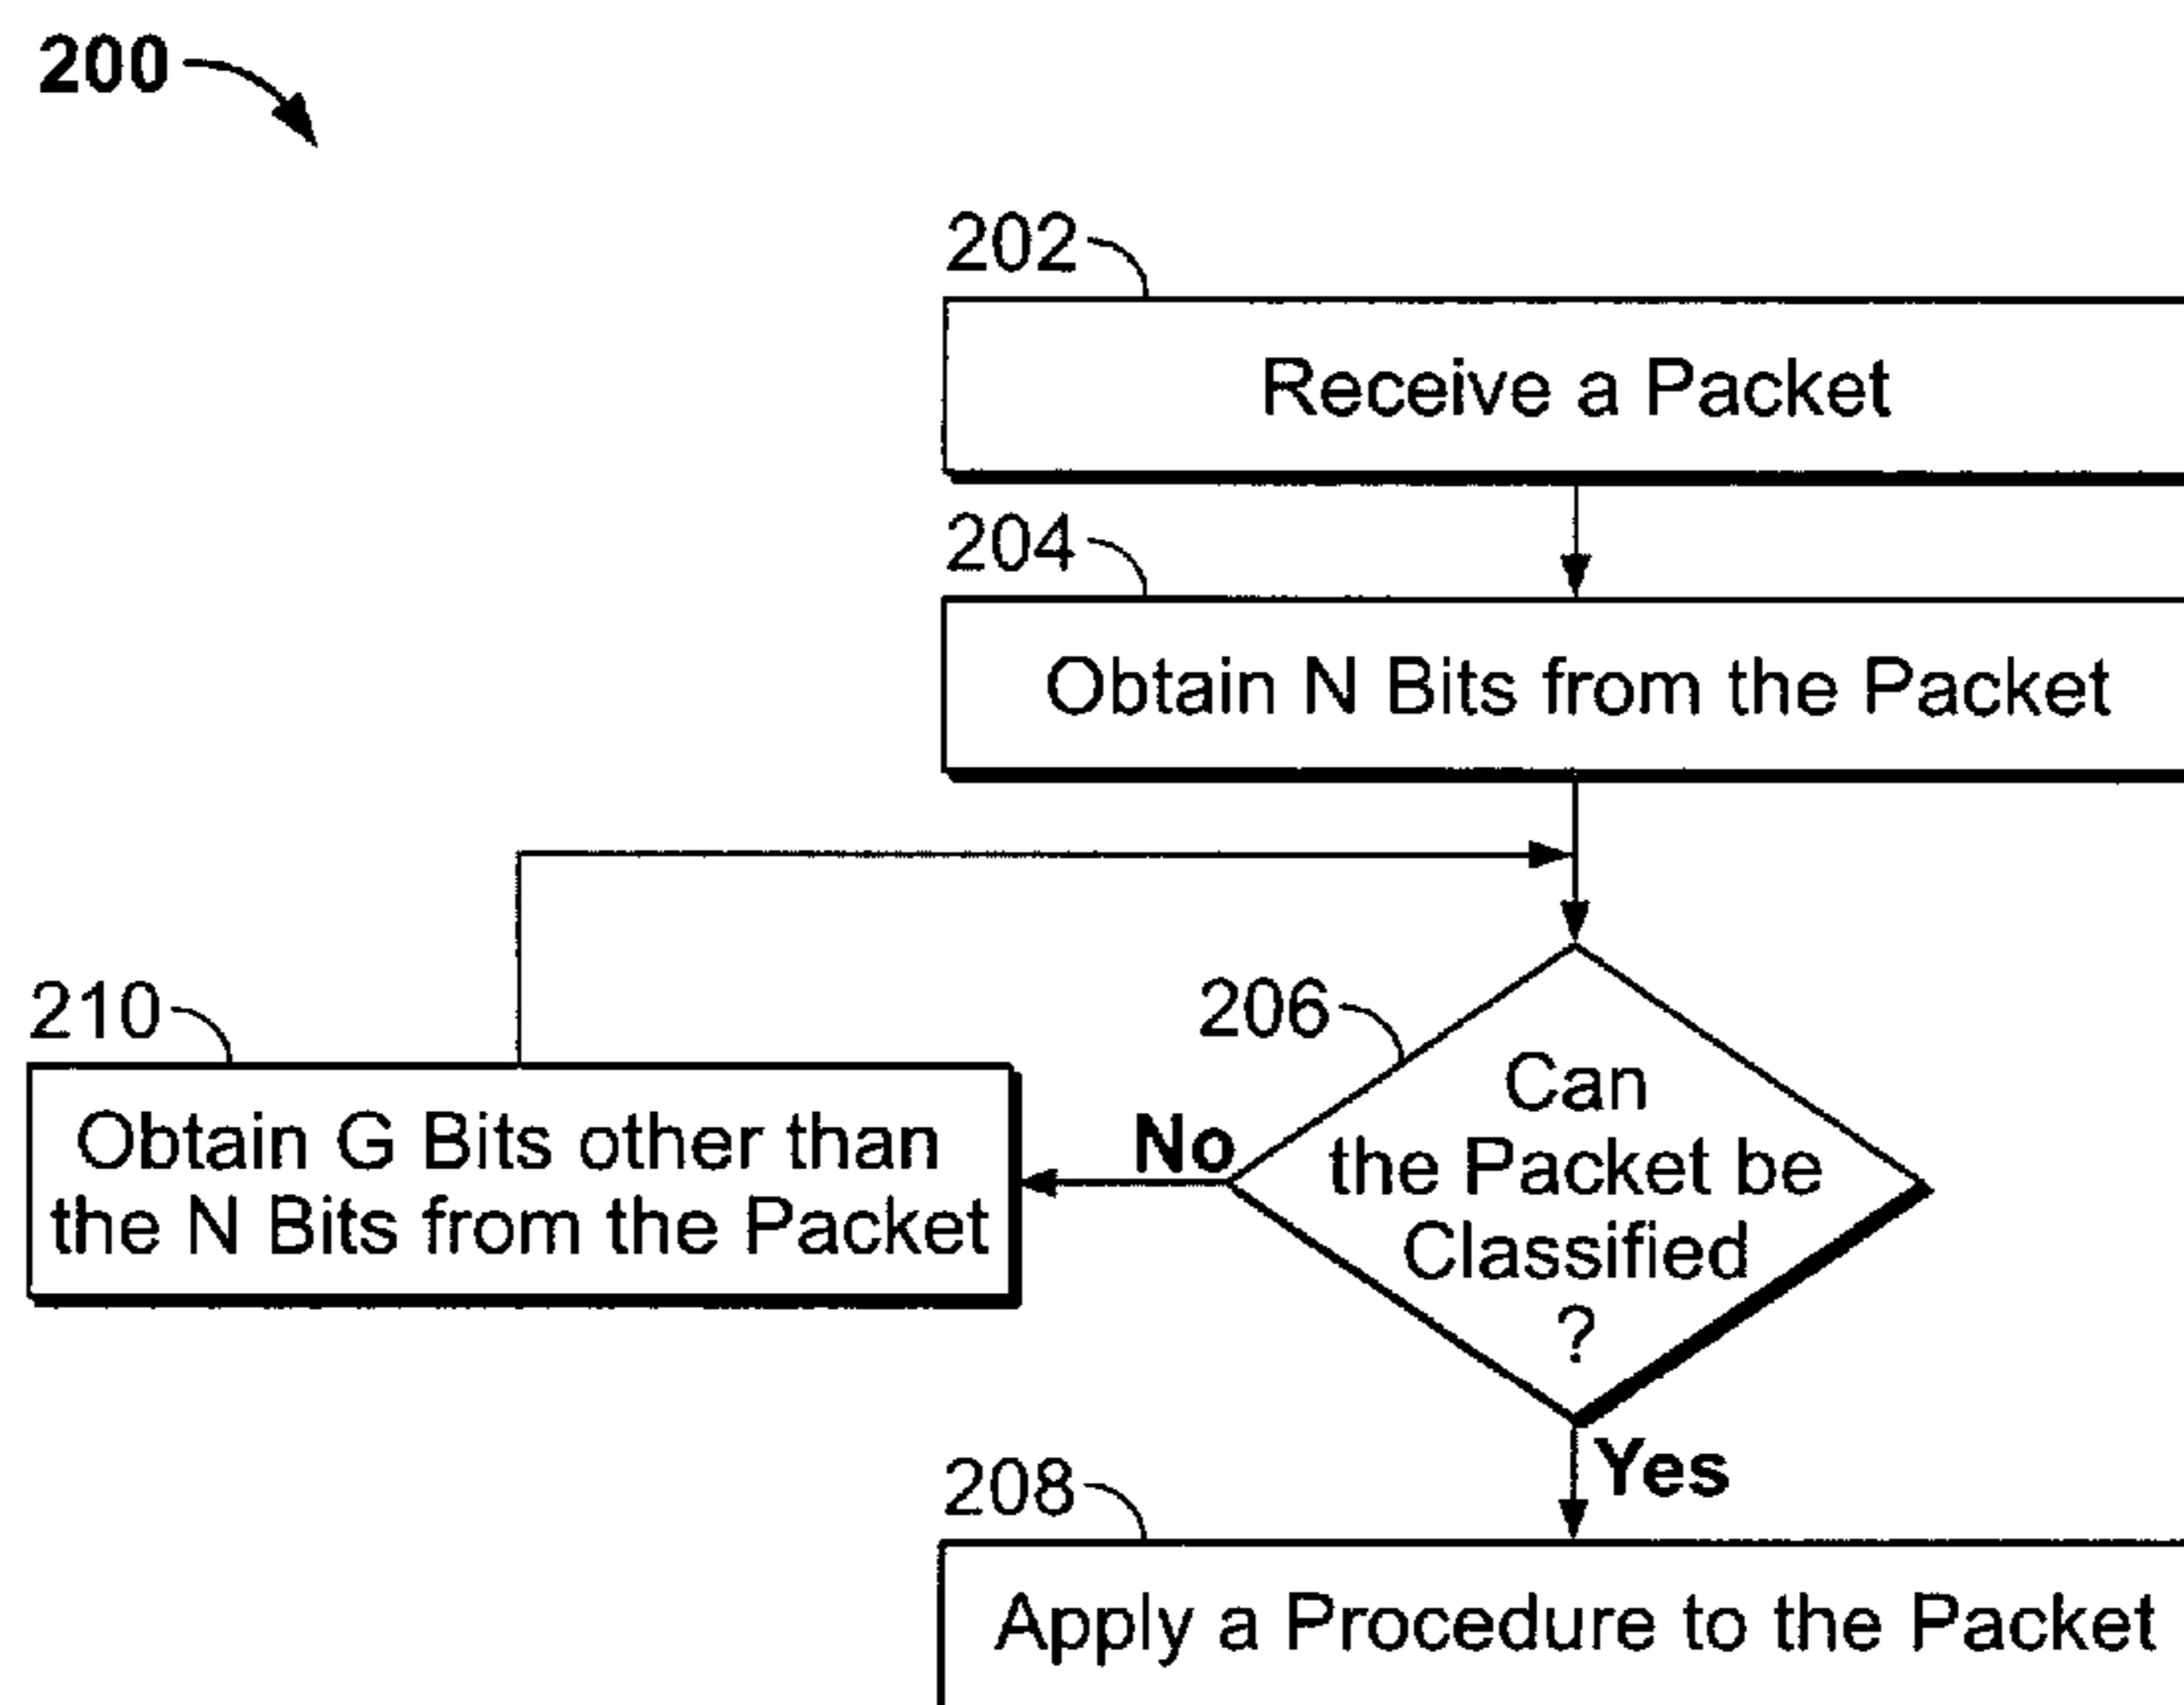 200
202
Receive a Packet
204
Obtain N Bits from the Packet
210
Obtain G Bits other than
the N Bits from the Packet
No
206
Can
the Packet be
Classified
?
Yes
208
Apply a Procedure to the Packet